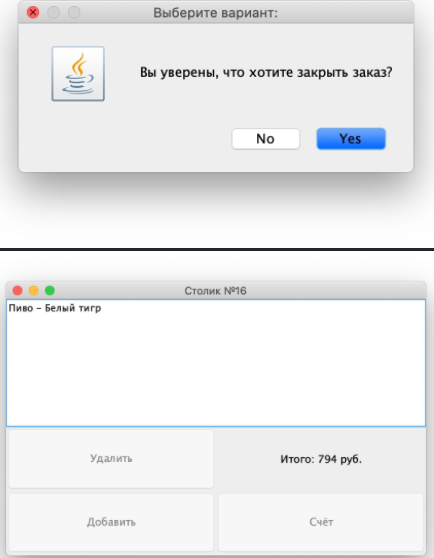 Выберите вариант:
Вы уверены, что хотите закрыть заказ?
No
Yes
Столик №16
Пиво – Белый тигр
Удалить
Итого: 794 руб.
Добавить
Счёт